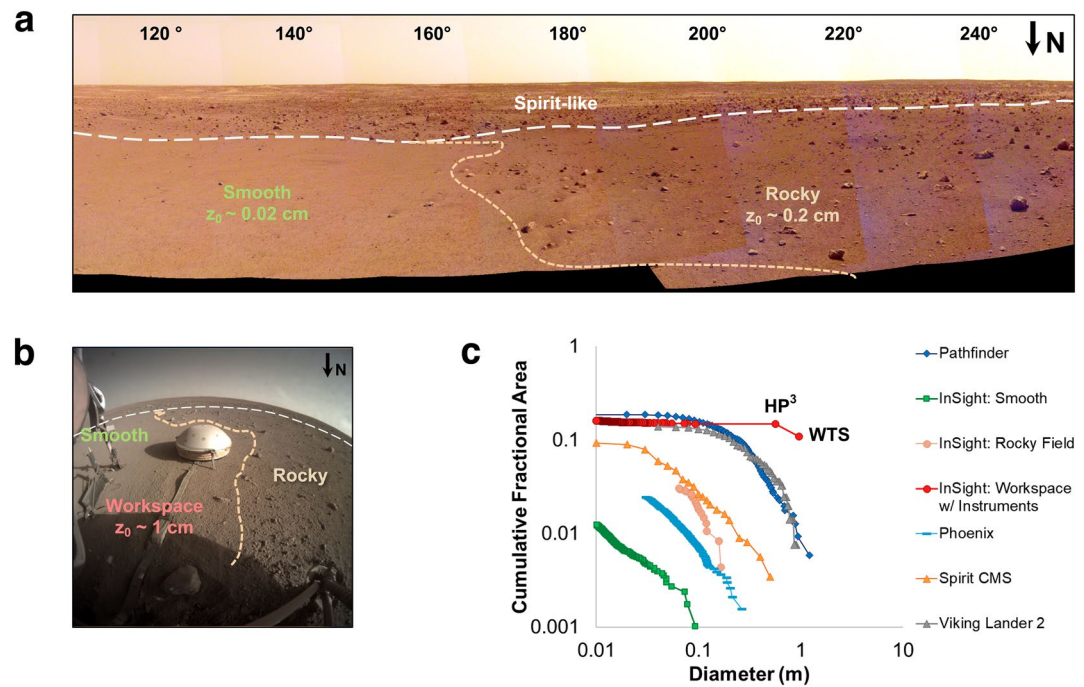 a
120 ° 140 ° 160 ° 180 ° 200 ° 220 ° 240 °
N
Spirit-like
Smooth
z₀ ~ 0.02 cm
Rocky
z₀ ~ 0.2 cm
b
N
Smooth
Rocky
Workspace
z₀ ~ 1 cm
c
Cumulative Fractional Area
1
0.1
0.01
0.001
0.01 0.1 1 10
Diameter (m)
HP³
WTS
Pathfinder
InSight: Smooth
InSight: Rocky Field
InSight: Workspace
w/ Instruments
Phoenix
Spirit CMS
Viking Lander 2